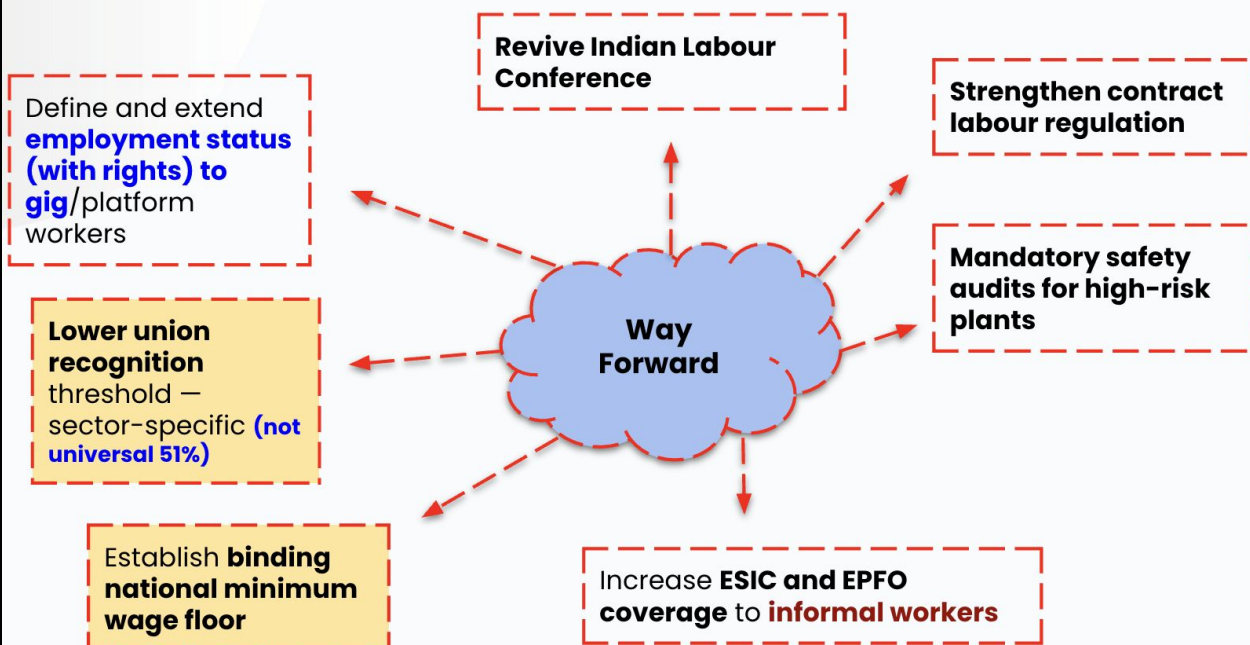 Revive Indian Labour
Conference
Define and extend
employment status
(with rights) to
gig/platform
workers
Strengthen contract
labour regulation
Mandatory safety
audits for high-risk
plants
Way
Forward
Lower union
recognition
threshold —
sector-specific (not
universal 51%)
Establish binding
national minimum
wage floor
Increase ESIC and EPFO
coverage to informal workers